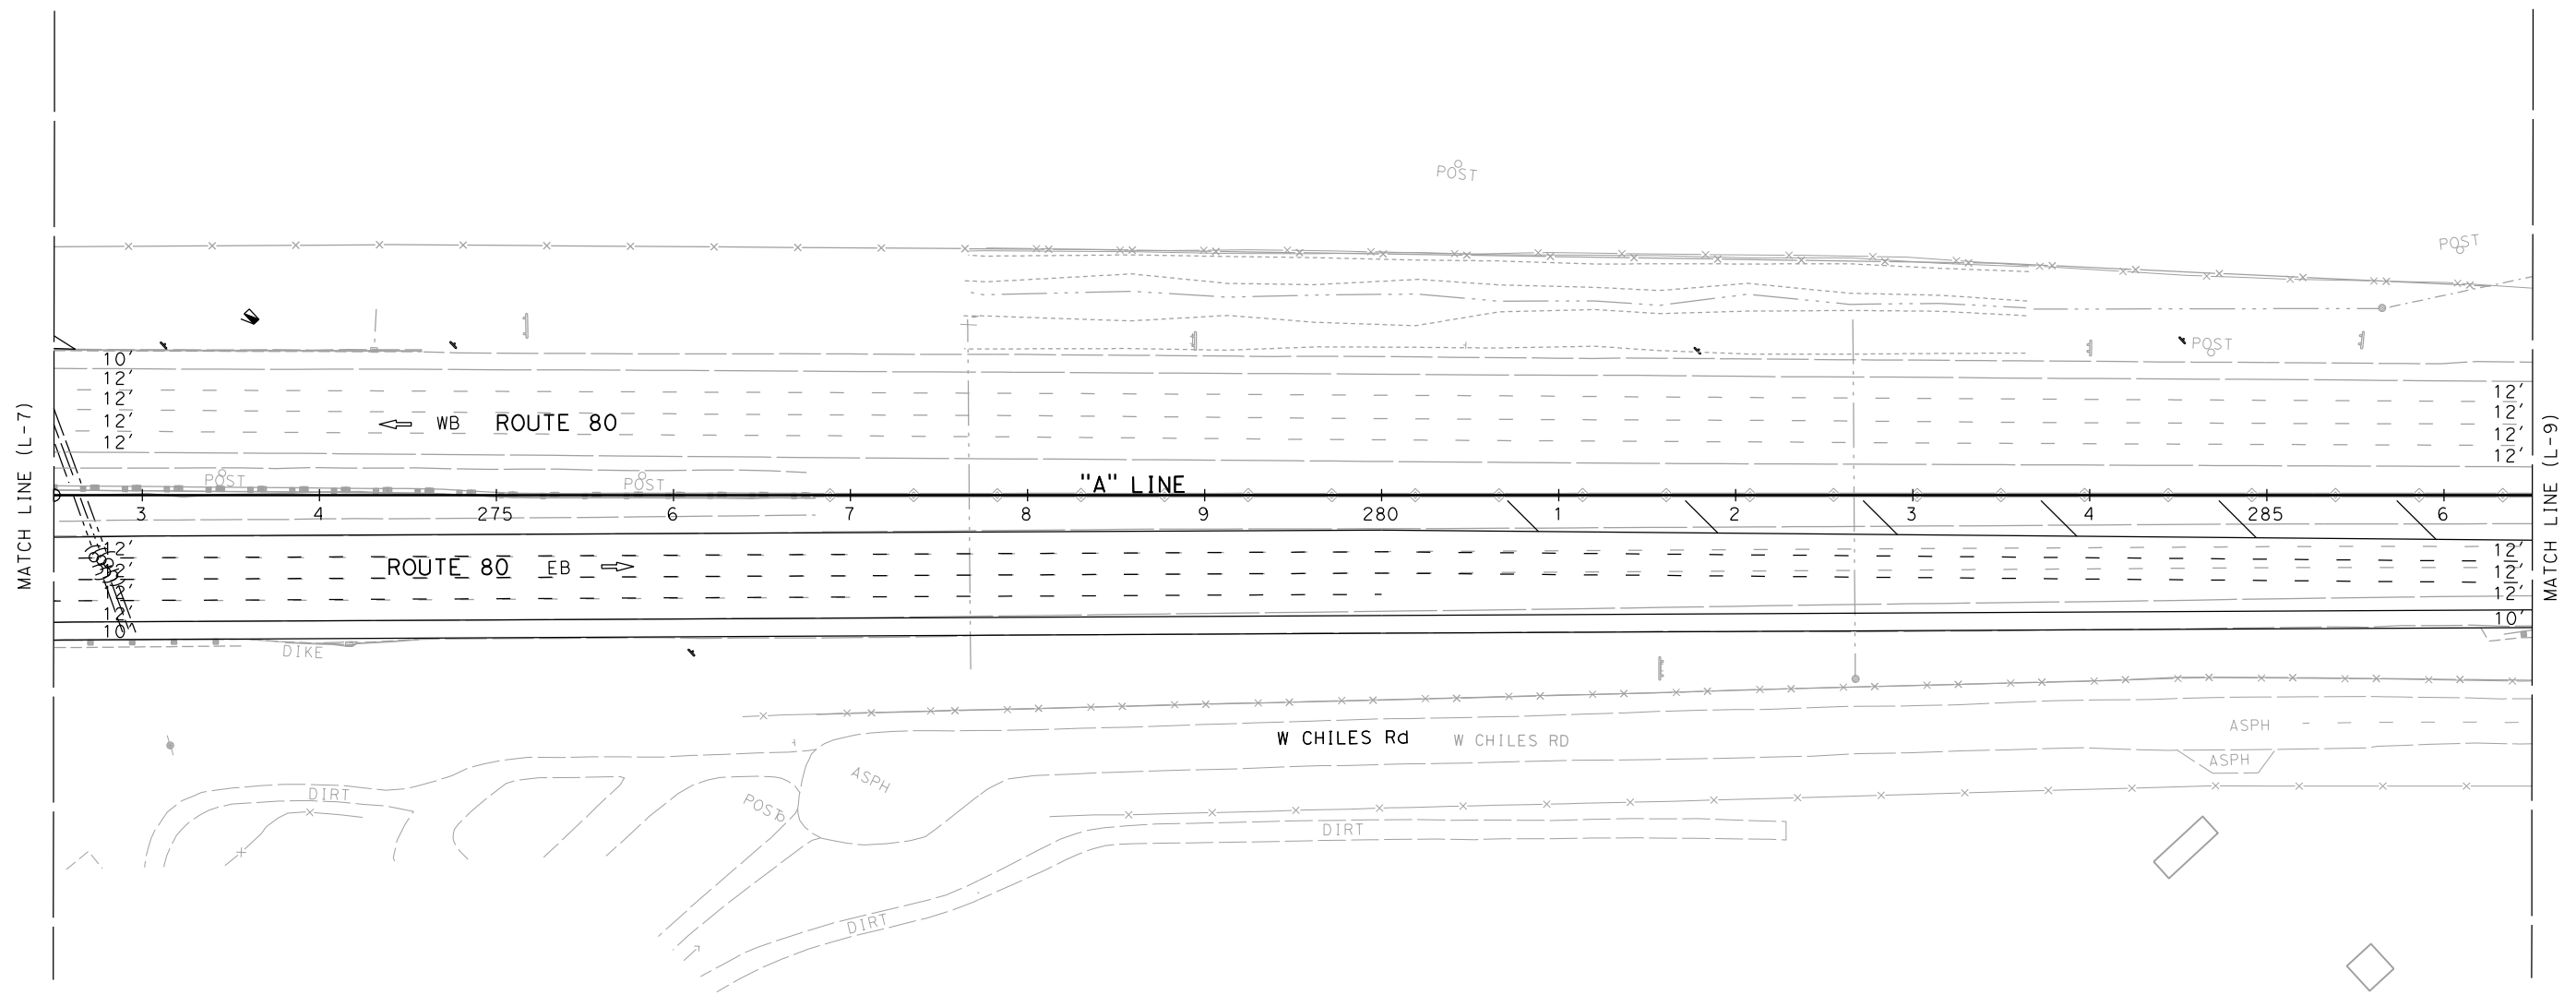 POST
POST
10'
12'
12'
12'
12'
POST
12'
12'
12'
12'
MATCH LINE (L-7)
WB ROUTE 80
MATCH LINE (L-9)
POST
POST
"A" LINE
3 4 275 6 7 8 9 280 1 2 3 4 285 6
12'
12'
12'
12'
10'
ROUTE 80 EB
12'
12'
12'
10'
DIKE
W CHILES Rd
W CHILES RD
ASPH
ASPH
ASPH
DIRT
POST
DIRT
DIRT